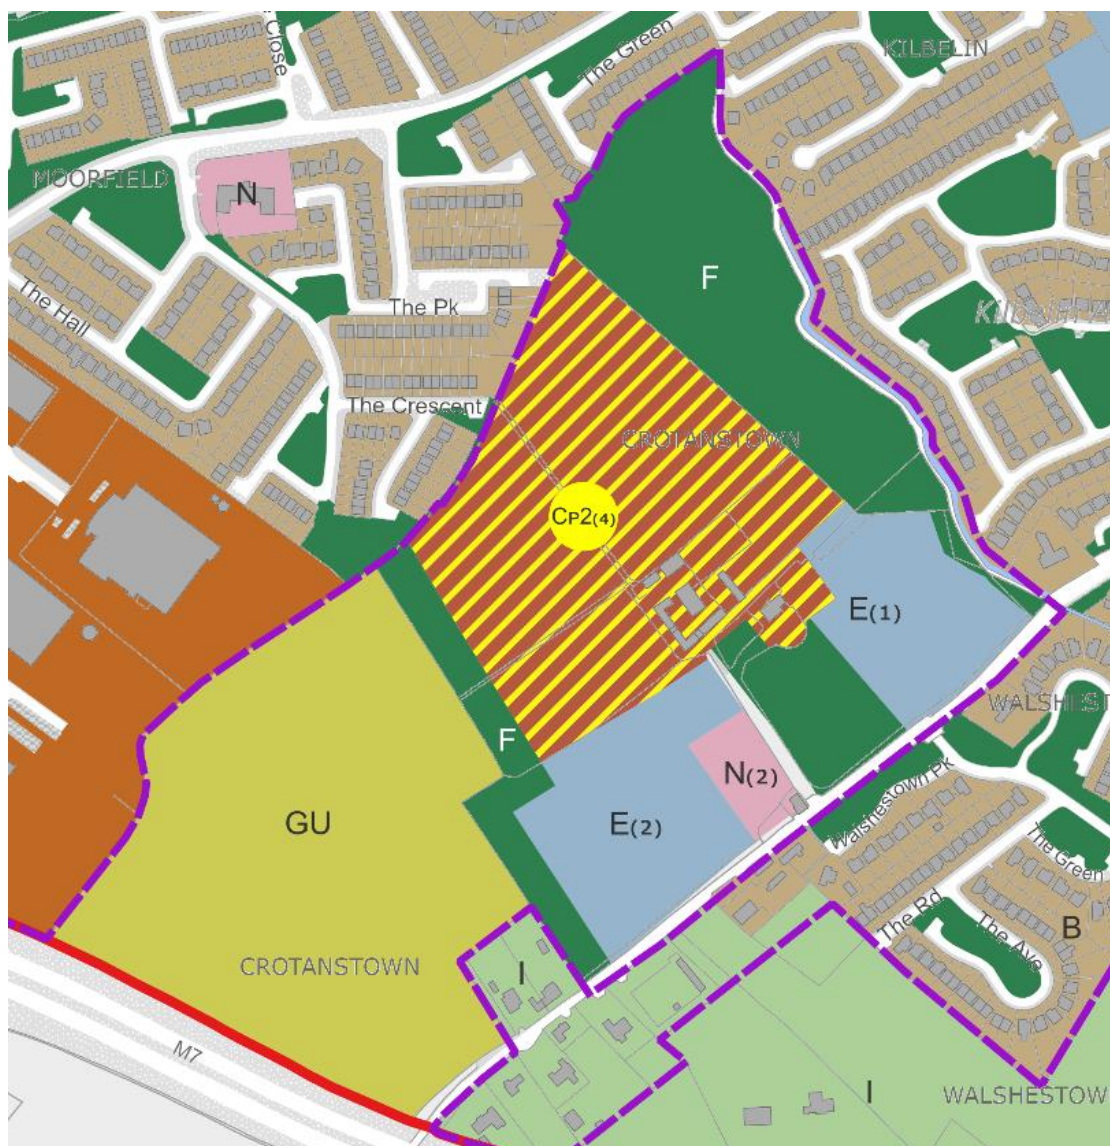 Close
The Green
KILBELIN
MOORFIELD
N
F
The Hall
The Pk
The Crescent
CROTANSTOWN
CP2(4)
E(1)
WALSHEST
F
N(2)
GU
E(2)
Walshestown Pk
The Green
The Rd
The Ave
B
CROTANSTOWN
I
M7
I
WALSHESTOW